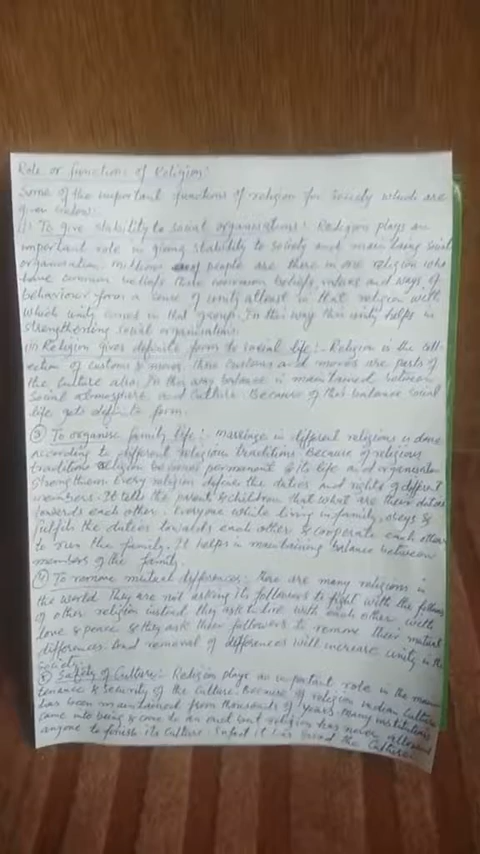 Role or functions of Religion:
Some of the important functions of religion for society which are
given below:
(i) To give stability to social organisations: Religion plays an
important role in giving stability to society and maintaining social
organisation. Millions of people are there in one religion who
have common beliefs. These common beliefs, and ways of
behaviour form a sense of unity atleast in that religion with
which unity comes in that group. In this way this unity helps in
strengthening social organisation.
(ii) Religion gives definite form to social life:- Religion is the coll-
ection of customs & mores. These customs and mores are parts of
the culture also. In this way balance is maintained between
social atmosphere and culture. Because of this balance social
life gets definite form.
(3) To organise family life:- Marriage in different religions is done
according to different religious traditions. Because of religious
traditions religion becomes permanent & its life and organisation
strengthens. Every religion defines the duties and rights of different
members. It tells the parents & children that what are their duties
towards each other. Everyone while living in family, obeys &
fulfils the duties towards each other & cooperate each other
to run the family. It helps in maintaining balance between
members of the family.
(4) To remove mutual differences: There are many religions in
the world. They are not asking its followers to fight with the followers
of other religion instead they ask to live with each other with
love & peace & they ask their followers to remove their mutual
differences. And removal of differences will increase unity in the
society.
(5) Safety of Culture:- Religion plays an important role in the main-
tenance & security of the culture. Because of religion Indian culture
has been maintained from thousands of years. Many institutions
came into being & come to an end but religion has never allowed
anyone to finish its culture. Infact it has the culture.